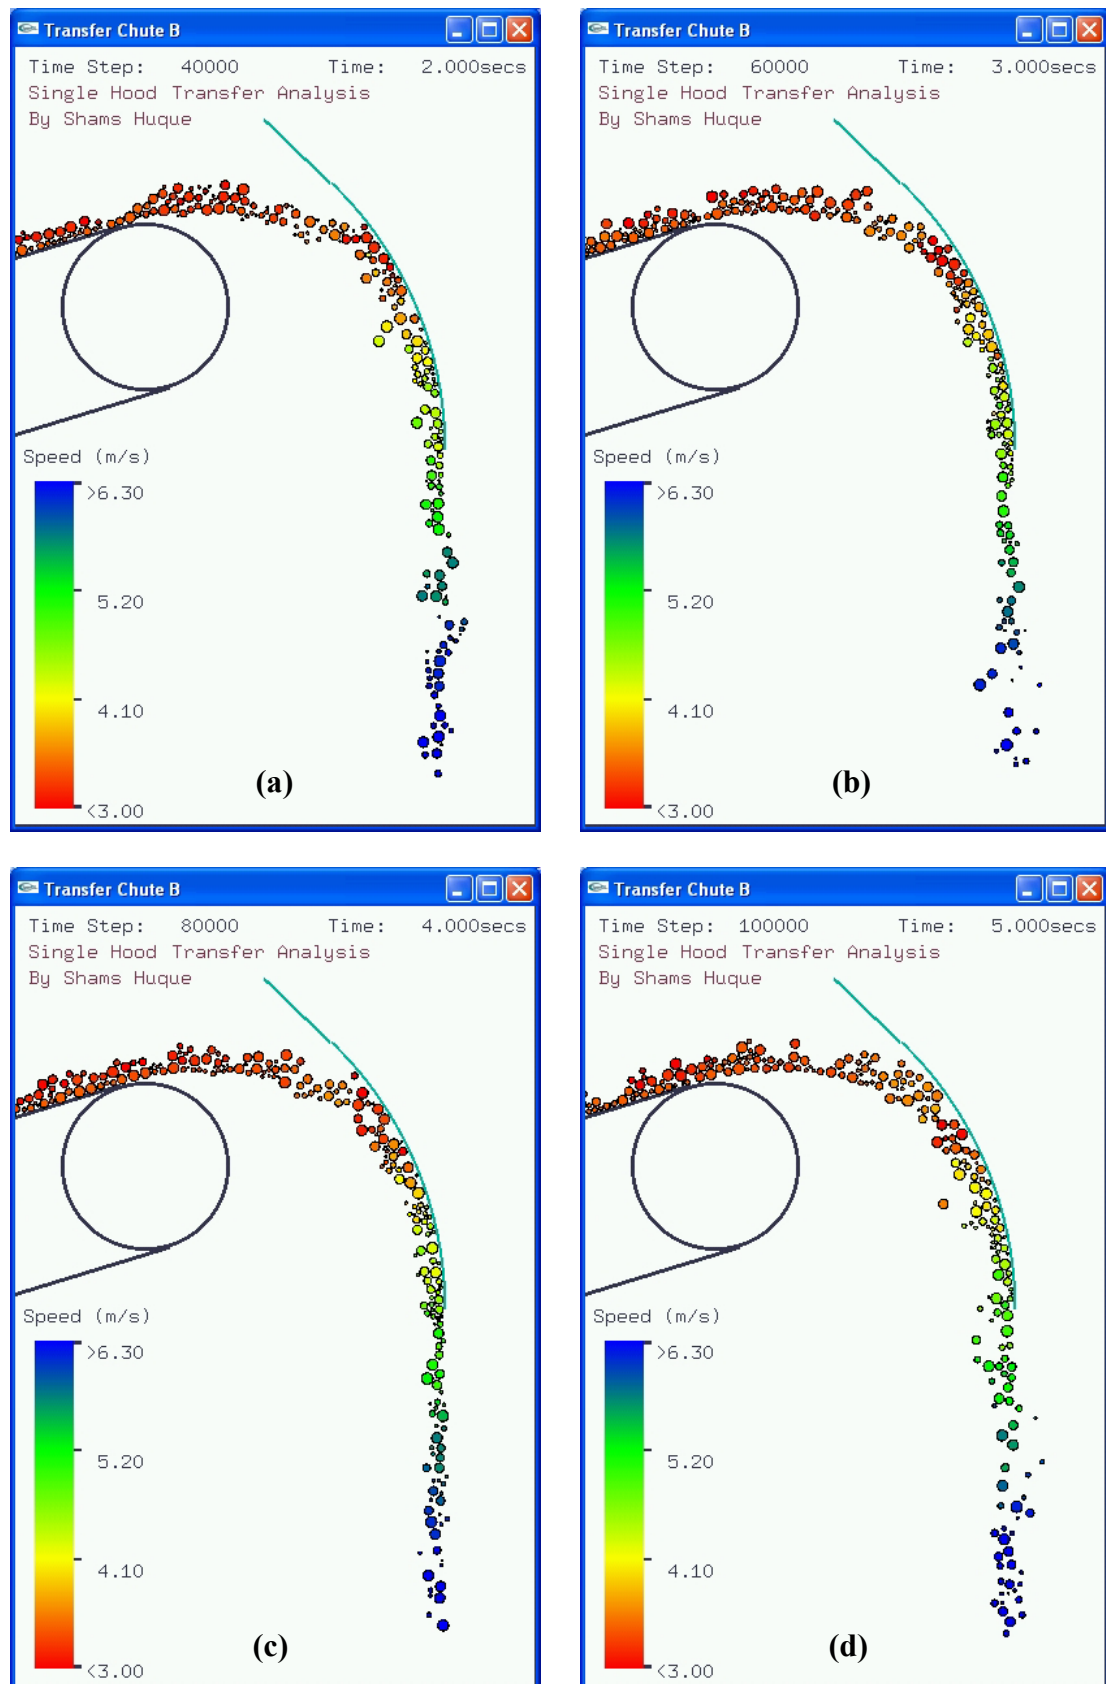 Transfer Chute B
Time Step: 40000 Time: 2.000secs
Single Hood Transfer Analysis
By Shams Huque
Speed (m/s)
>6.30
5.20
4.10
<3.00
(a)
Transfer Chute B
Time Step: 60000 Time: 3.000secs
Single Hood Transfer Analysis
By Shams Huque
Speed (m/s)
>6.30
5.20
4.10
<3.00
(b)
Transfer Chute B
Time Step: 80000 Time: 4.000secs
Single Hood Transfer Analysis
By Shams Huque
Speed (m/s)
>6.30
5.20
4.10
<3.00
(c)
Transfer Chute B
Time Step: 100000 Time: 5.000secs
Single Hood Transfer Analysis
By Shams Huque
Speed (m/s)
>6.30
5.20
4.10
<3.00
(d)